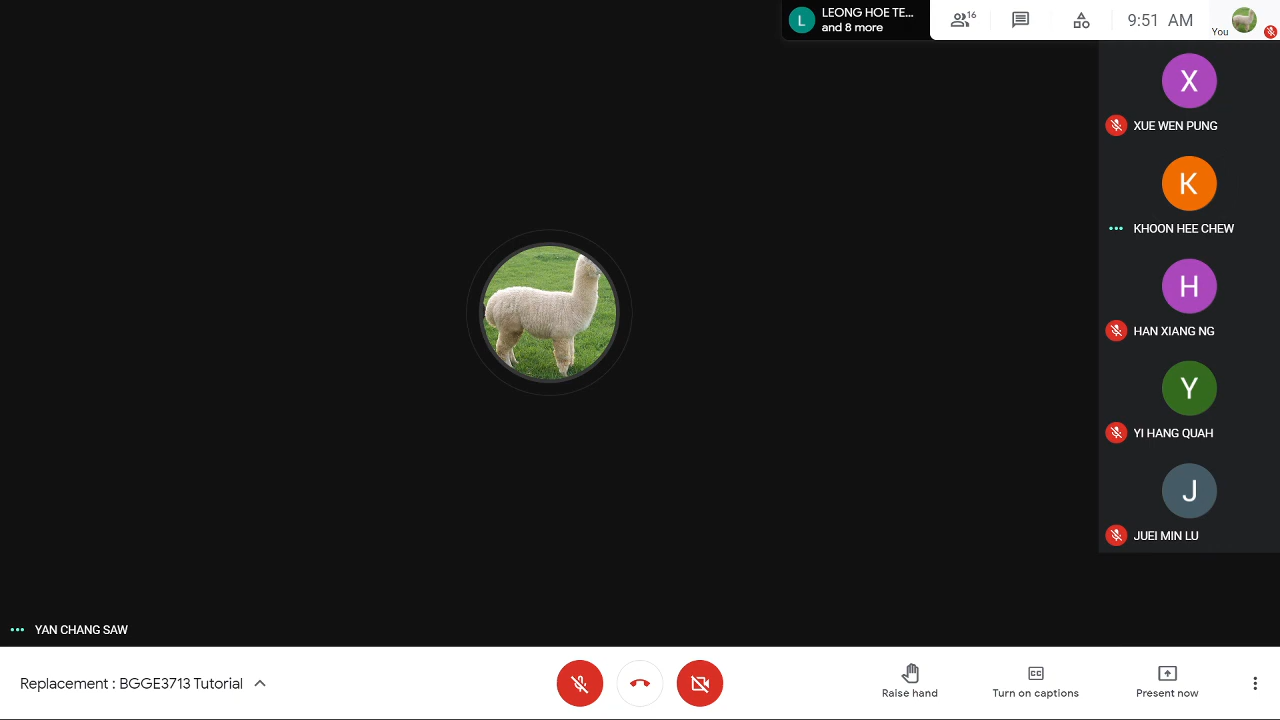 LEONG HOE TE...
and 8 more
L
16
9:51 AM
You
X
XUE WEN PUNG
K
KHOON HEE CHEW
H
HAN XIANG NG
Y
YI HANG QUAH
J
JUEI MIN LU
YAN CHANG SAW
Replacement : BGGE3713 Tutorial
CC
Raise hand
Turn on captions
Present now